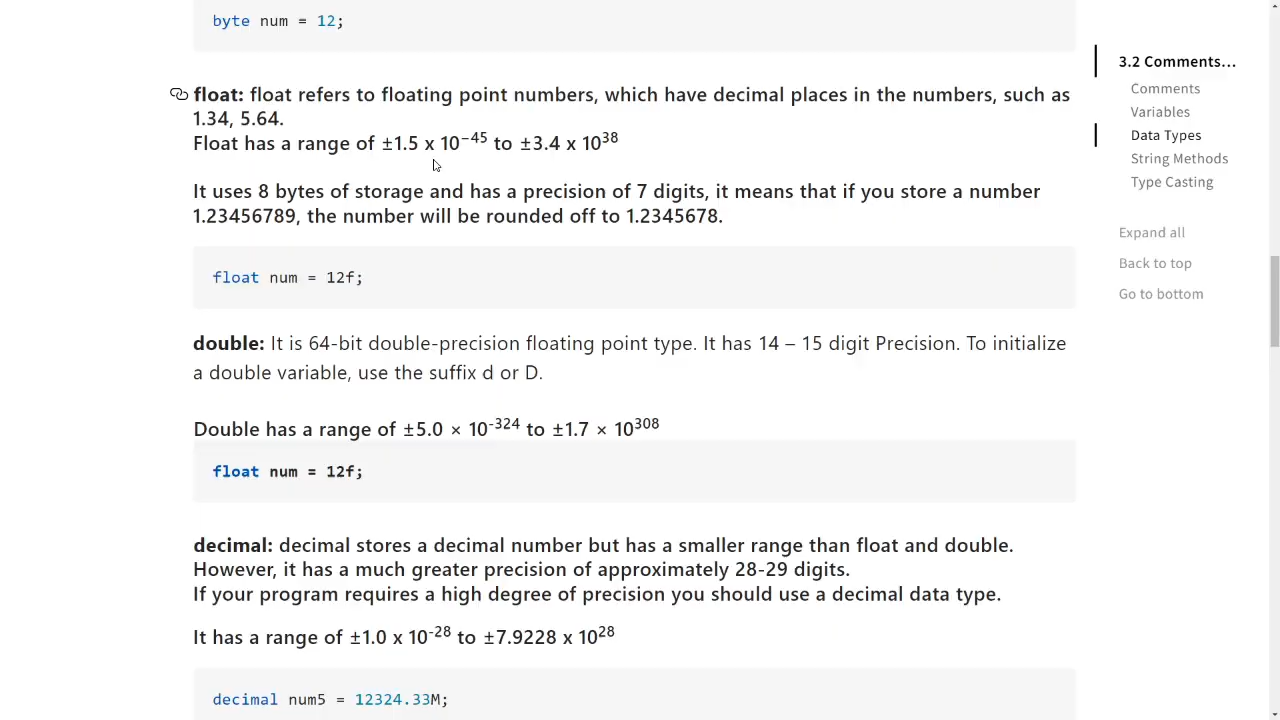 byte num = 12;
float: float refers to floating point numbers, which have decimal places in the numbers, such as
1.34, 5.64.
Float has a range of ±1.5 x 10⁻⁴⁵ to ±3.4 x 10³⁸
It uses 8 bytes of storage and has a precision of 7 digits, it means that if you store a number
1.23456789, the number will be rounded off to 1.2345678.
float num = 12f;
double: It is 64-bit double-precision floating point type. It has 14 – 15 digit Precision. To initialize
a double variable, use the suffix d or D.
Double has a range of ±5.0 × 10⁻³²⁴ to ±1.7 × 10³⁰⁸
float num = 12f;
decimal: decimal stores a decimal number but has a smaller range than float and double.
However, it has a much greater precision of approximately 28-29 digits.
If your program requires a high degree of precision you should use a decimal data type.
It has a range of ±1.0 x 10⁻²⁸ to ±7.9228 x 10²⁸
decimal num5 = 12324.33M;
3.2 Comments...
Comments
Variables
Data Types
String Methods
Type Casting
Expand all
Back to top
Go to bottom